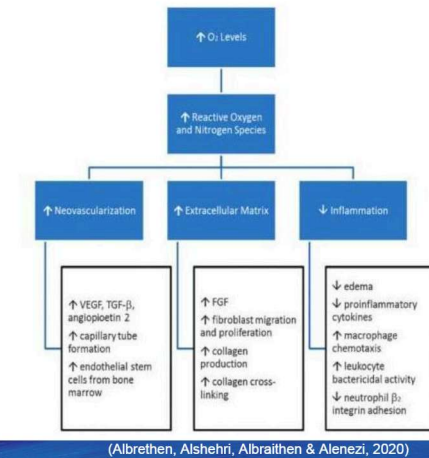 ↑ O₂ Levels
↑ Reactive Oxygen
and Nitrogen Species
↑ Neovascularization
↑ Extracellular Matrix
↓ Inflammation
↑ VEGF, TGF-β,
angiopioetin 2
↑ capillary tube
formation
↑ endothelial stem
cells from bone
marrow
↑ FGF
↑ fibroblast migration
and proliferation
↑ collagen
production
↑ collagen cross-
linking
↓ edema
↓ proinflammatory
cytokines
↑ macrophage
chemotaxis
↑ leukocyte
bactericidal activity
↓ neutrophil β₂
integrin adhesion
(Albrethen, Alshehri, Albraithen & Alenezi, 2020)